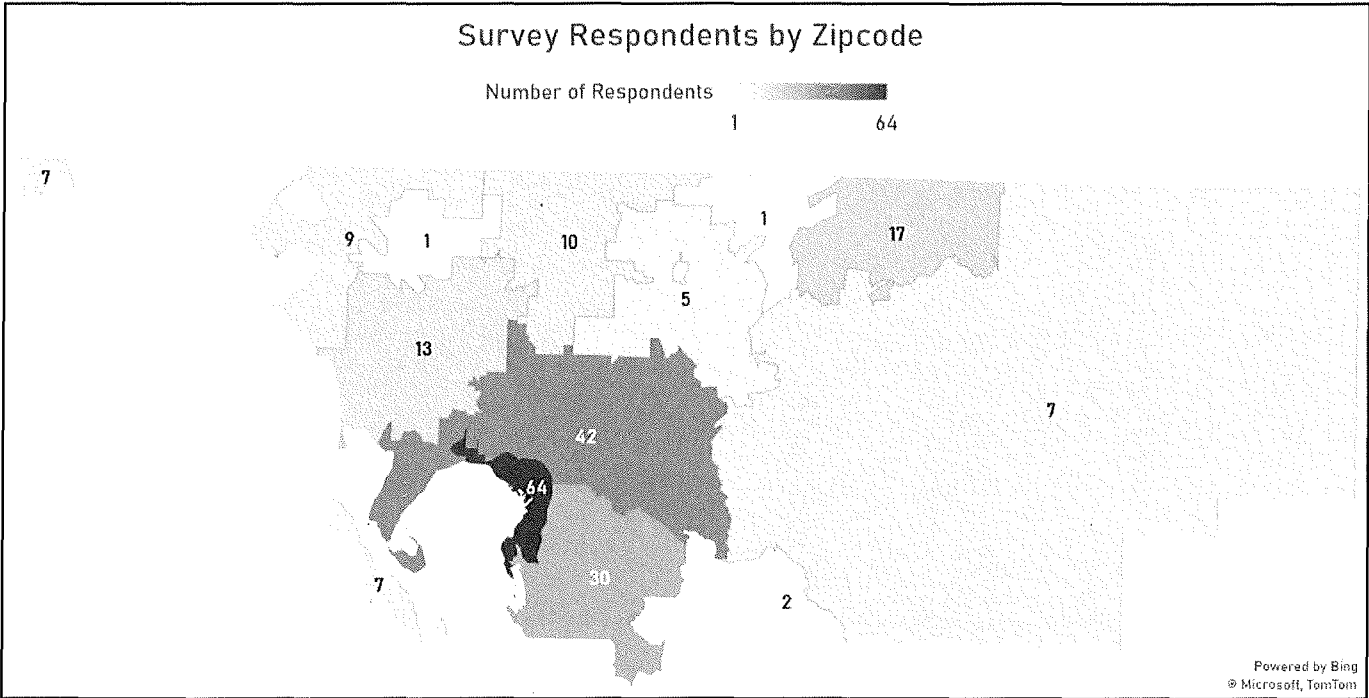 Survey Respondents by Zipcode
Number of Respondents
1 64
7
1
17
9 1 10
5
13
7
42
64
30
7
2
Powered by Bing
© Microsoft, TomTom